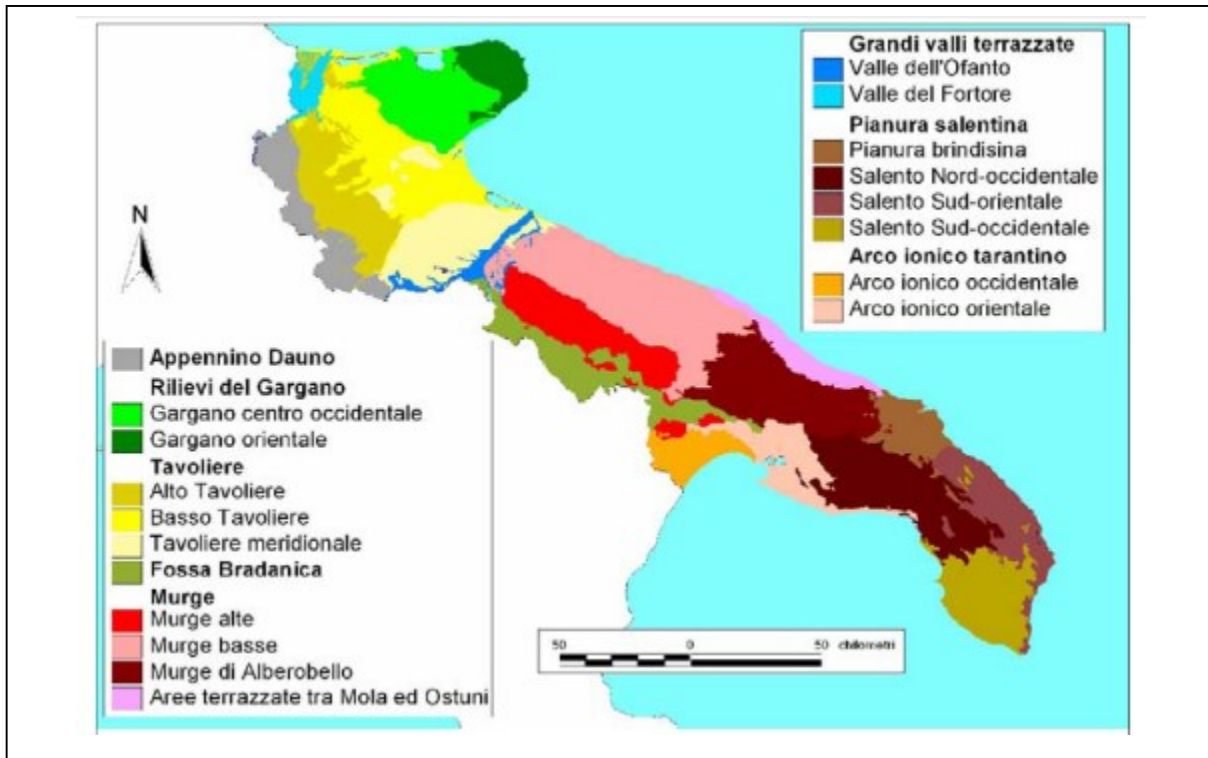 Grandi valli terrazzate
Valle dell'Ofanto
Valle del Fortore
Pianura salentina
Pianura brindisina
Salento Nord-occidentale
Salento Sud-orientale
Salento Sud-occidentale
Arco ionico tarantino
Arco ionico occidentale
Arco ionico orientale
N
Appennino Dauno
Rilievi del Gargano
Gargano centro occidentale
Gargano orientale
Tavoliere
Alto Tavoliere
Basso Tavoliere
Tavoliere meridionale
Fossa Bradanica
Murge
Murge alte
Murge basse
Murge di Alberobello
Aree terrazzate tra Mola ed Ostuni
50 0 50 chilometri